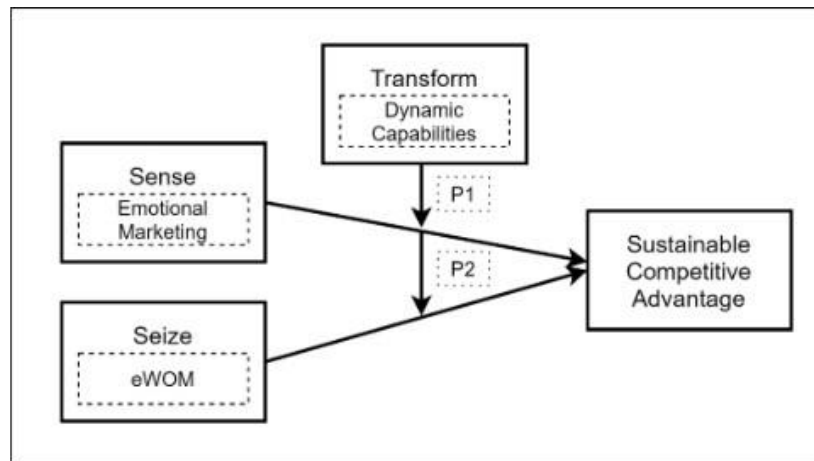 Transform
Dynamic
Capabilities
P1
Sense
Emotional
Marketing
P2
Sustainable
Competitive
Advantage
Seize
eWOM